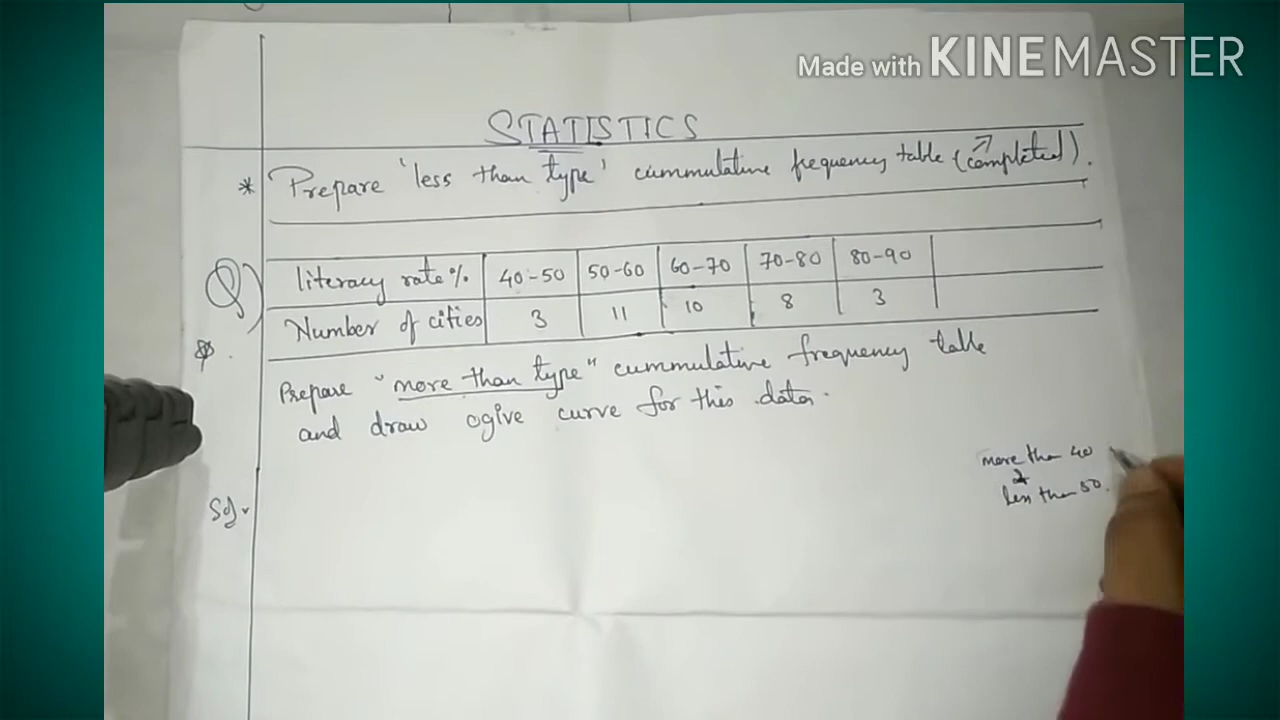 Made with KINEMASTER
STATISTICS
* Prepare 'less than type' cummulative frequency table (completed).
Q) literacy rate % 40-50 50-60 60-70 70-80 80-90
Number of cities 3 11 10 8 3
Prepare "more than type" cummulative frequency table
and draw ogive curve for this data.
more than 40
&
less than 50.
Sol.